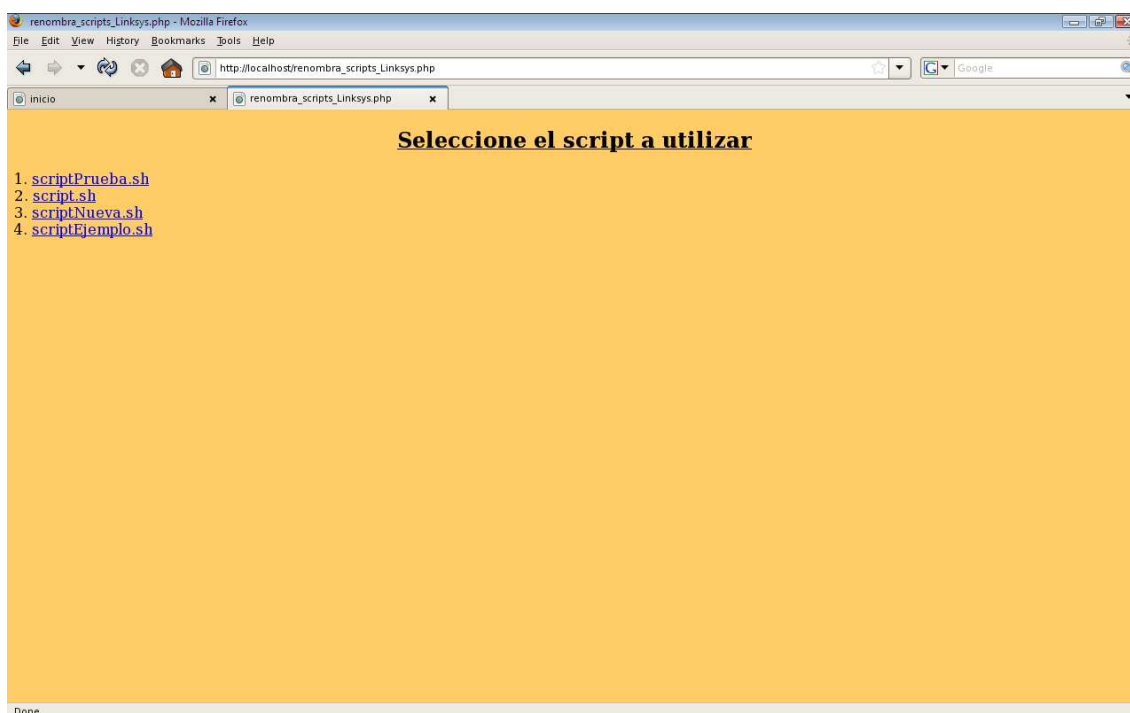 renombra_scripts_Linksys.php - Mozilla Firefox
File Edit View History Bookmarks Tools Help
http://localhost/renombra_scripts_Linksys.php
Google
inicio
renombra_scripts_Linksys.php
Seleccione el script a utilizar
1. scriptPrueba.sh
2. script.sh
3. scriptNueva.sh
4. scriptEjemplo.sh
Done